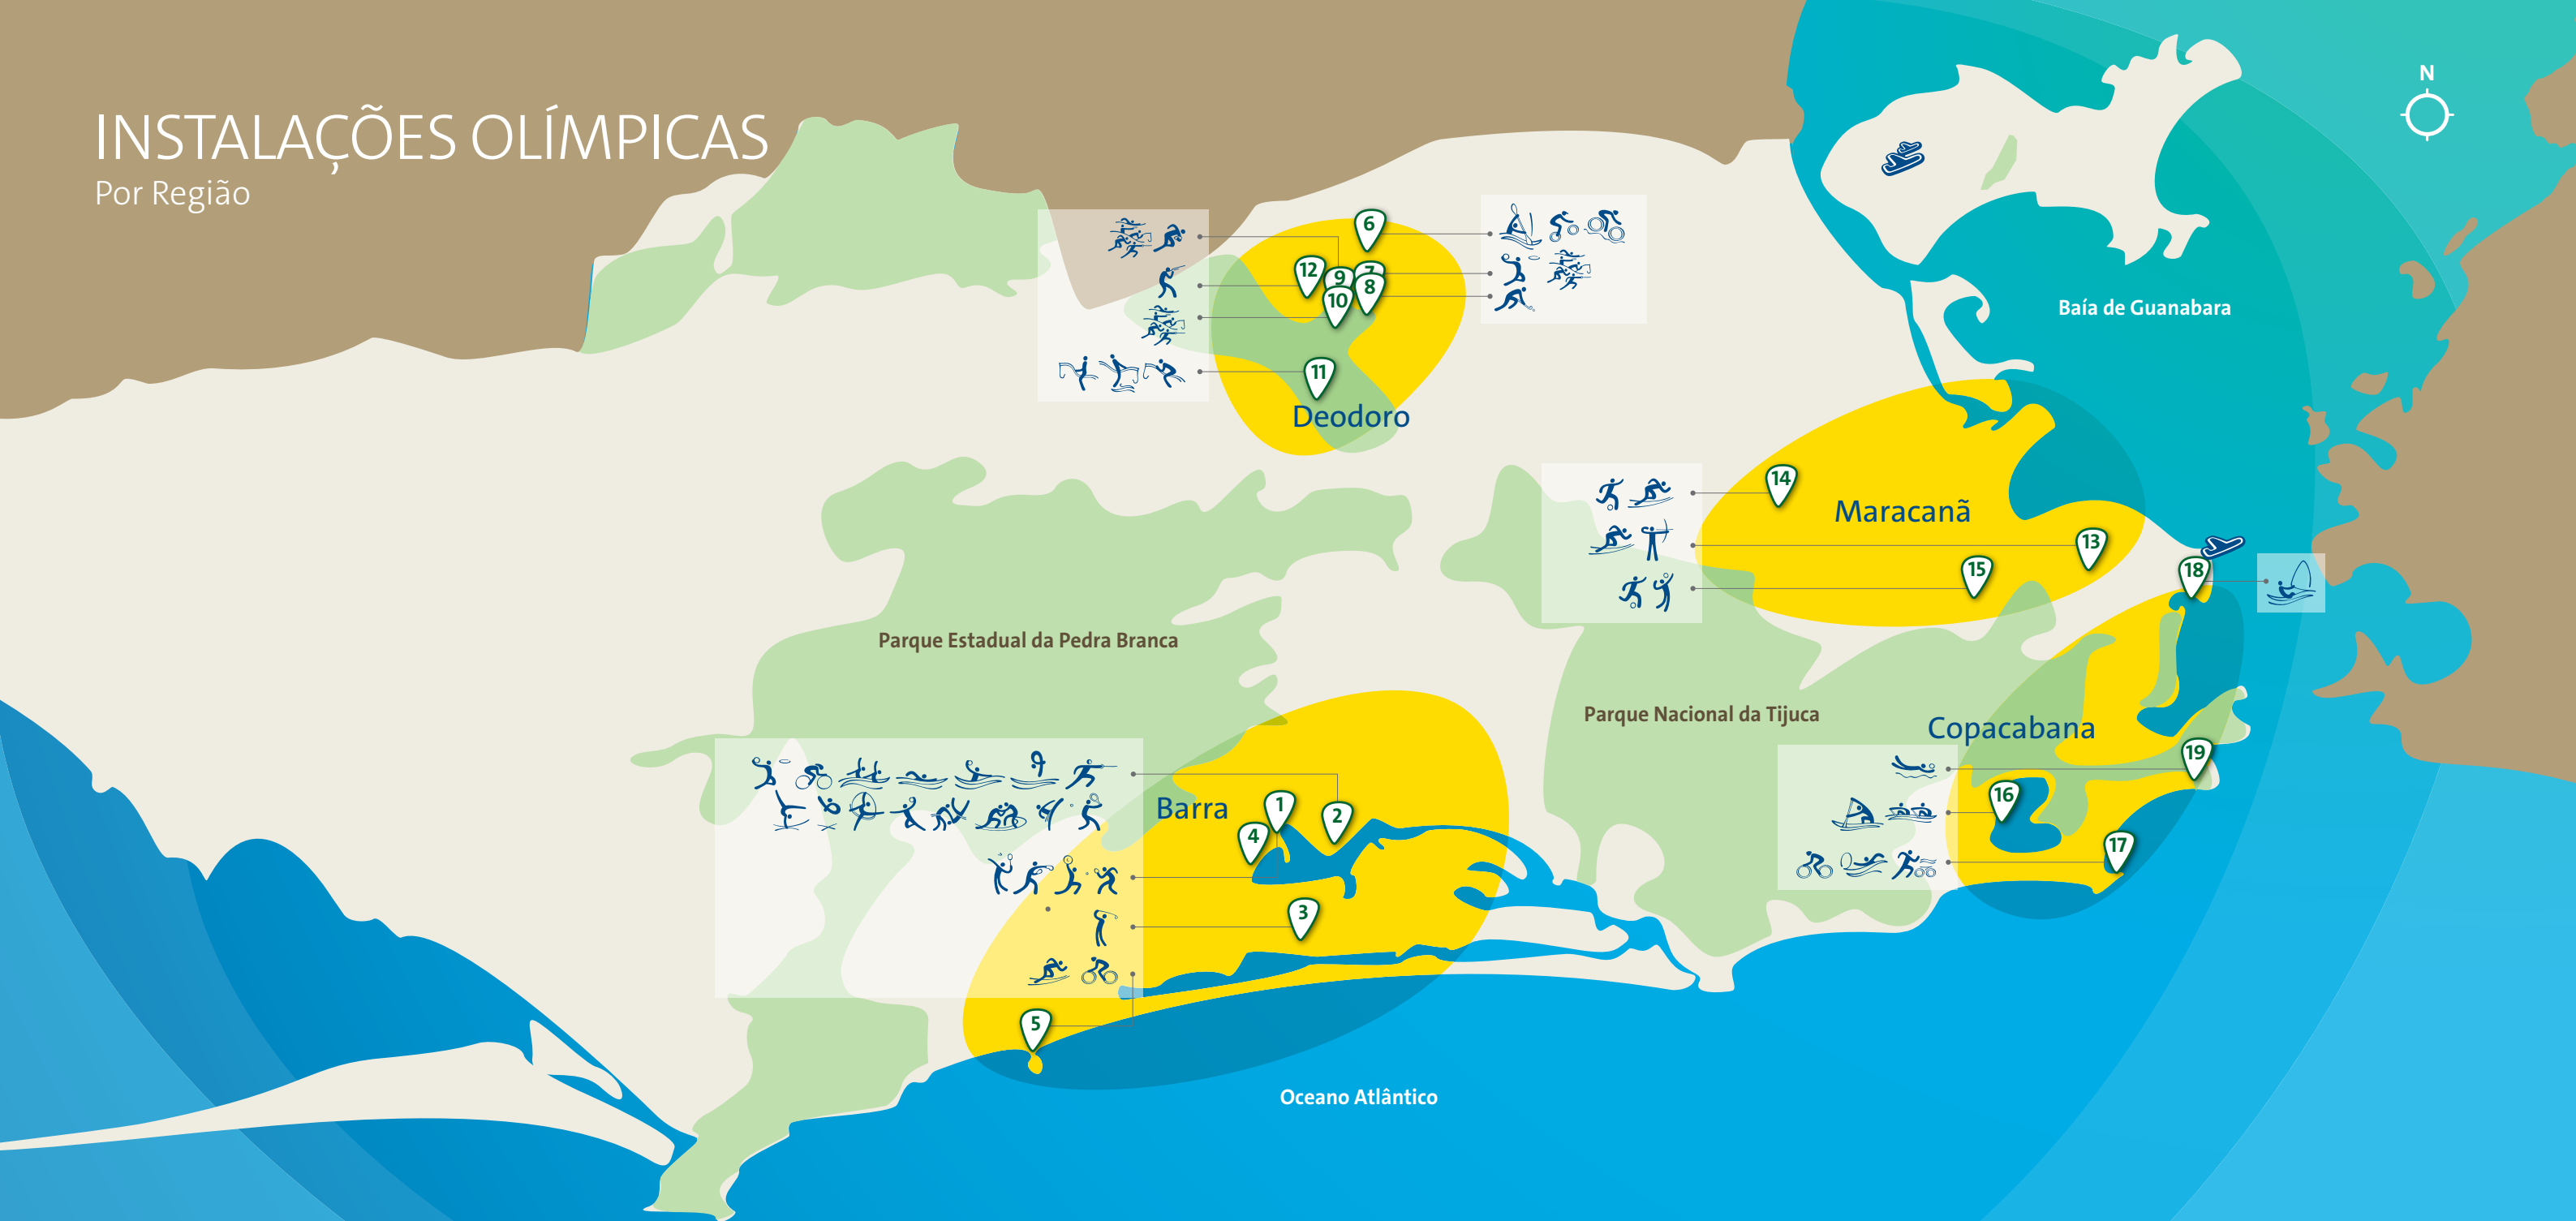 INSTALAÇÕES OLÍMPICAS
Por Região
N
6
12
9
7
8
10
11
Deodoro
Baía de Guanabara
14
Maracanã
13
15
18
Parque Estadual da Pedra Branca
Parque Nacional da Tijuca
Copacabana
19
16
17
Barra
1
2
4
3
5
Oceano Atlântico